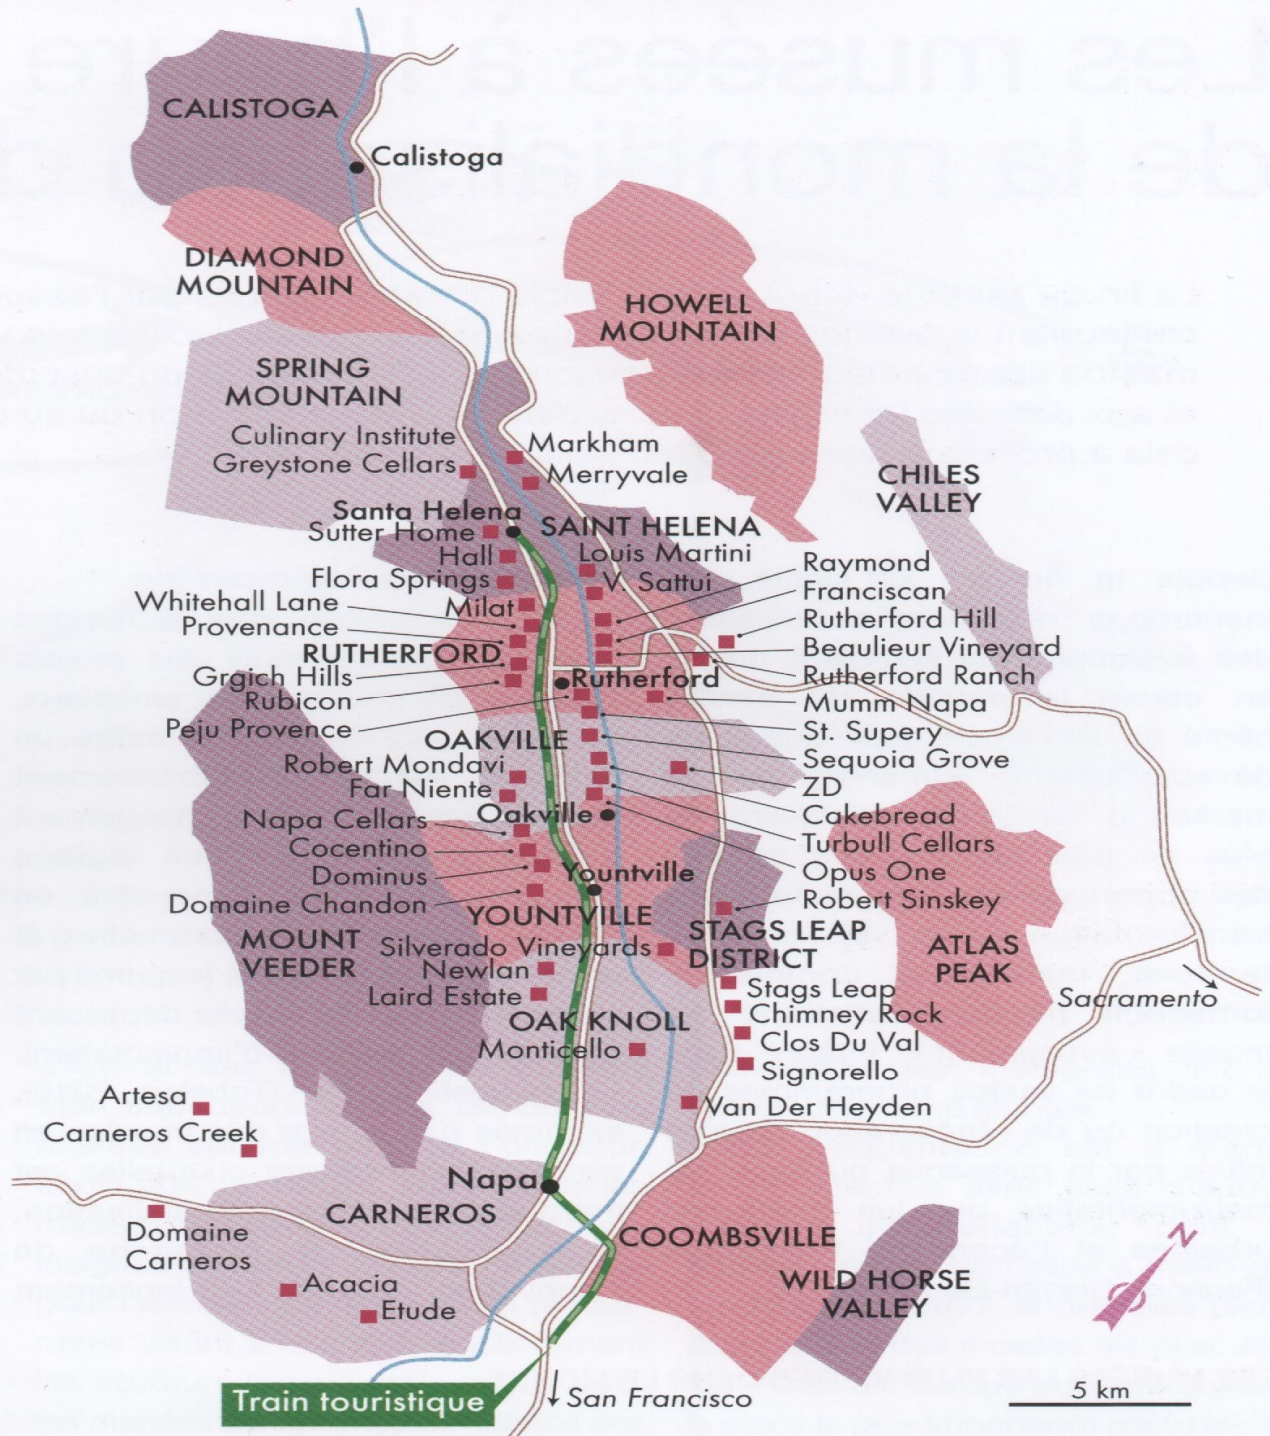 CALISTOGA
Calistoga
DIAMOND
MOUNTAIN
HOWELL
MOUNTAIN
SPRING
MOUNTAIN
Culinary Institute
Greystone Cellars
Markham
Merryvale
CHILES
VALLEY
Santa Helena
Sutter Home
SAINT HELENA
Hall
Louis Martini
Flora Springs
V. Sattui
Raymond
Franciscan
Whitehall Lane
Milat
Rutherford Hill
Provenance
Beaulieur Vineyard
RUTHERFORD
Rutherford Ranch
Grgich Hills
Rutherford
Rubicon
Mumm Napa
Peju Provence
St. Supery
OAKVILLE
Sequoia Grove
Robert Mondavi
ZD
Far Niente
Cakebread
Napa Cellars
Oakville
Turbull Cellars
Cocentino
Opus One
Dominus
Yountville
Robert Sinskey
Domaine Chandon
YOUNTVILLE
STAGS LEAP
DISTRICT
MOUNT
VEEDER
Silverado Vineyards
ATLAS
PEAK
Newlan
Laird Estate
Stags Leap
Sacramento
Chimney Rock
OAK KNOLL
Clos Du Val
Monticello
Signorello
Artesa
Van Der Heyden
Carneros Creek
Napa
CARNEROS
Domaine
Carneros
COOMBSVILLE
Acacia
Etude
WILD HORSE
VALLEY
N
Train touristique
San Francisco
5 km